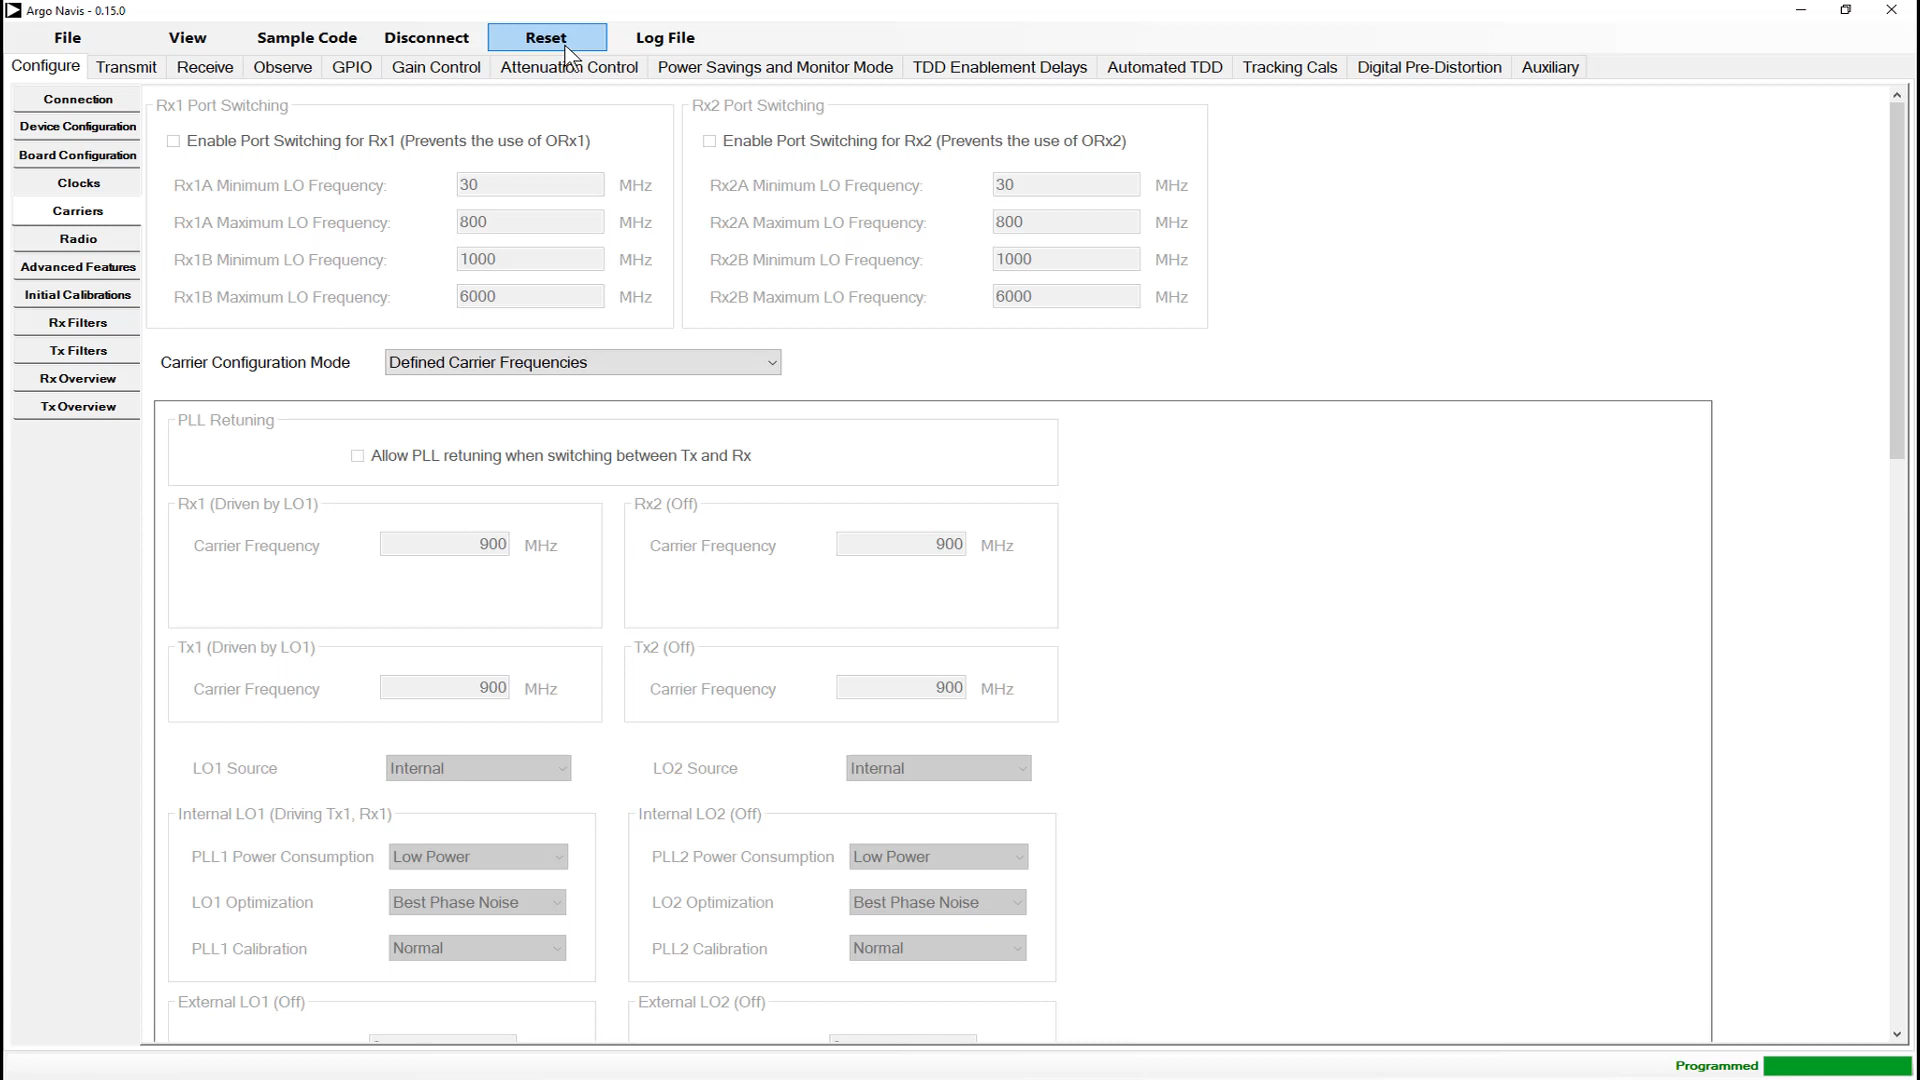 Argo Navis - 0.15.0
File View Sample Code Disconnect Reset Log File
Configure Transmit Receive Observe GPIO Gain Control Attenuation Control Power Savings and Monitor Mode TDD Enablement Delays Automated TDD Tracking Cals Digital Pre-Distortion Auxiliary
Connection
Device Configuration
Board Configuration
Clocks
Carriers
Radio
Advanced Features
Initial Calibrations
Rx Filters
Tx Filters
Rx Overview
Tx Overview
Rx1 Port Switching
Enable Port Switching for Rx1 (Prevents the use of ORx1)
Rx1A Minimum LO Frequency: 30 MHz
Rx1A Maximum LO Frequency: 800 MHz
Rx1B Minimum LO Frequency: 1000 MHz
Rx1B Maximum LO Frequency: 6000 MHz
Rx2 Port Switching
Enable Port Switching for Rx2 (Prevents the use of ORx2)
Rx2A Minimum LO Frequency: 30 MHz
Rx2A Maximum LO Frequency: 800 MHz
Rx2B Minimum LO Frequency: 1000 MHz
Rx2B Maximum LO Frequency: 6000 MHz
Carrier Configuration Mode Defined Carrier Frequencies
PLL Retuning
Allow PLL retuning when switching between Tx and Rx
Rx1 (Driven by LO1)
Carrier Frequency 900 MHz
Rx2 (Off)
Carrier Frequency 900 MHz
Tx1 (Driven by LO1)
Carrier Frequency 900 MHz
Tx2 (Off)
Carrier Frequency 900 MHz
LO1 Source Internal
LO2 Source Internal
Internal LO1 (Driving Tx1, Rx1)
PLL1 Power Consumption Low Power
LO1 Optimization Best Phase Noise
PLL1 Calibration Normal
Internal LO2 (Off)
PLL2 Power Consumption Low Power
LO2 Optimization Best Phase Noise
PLL2 Calibration Normal
External LO1 (Off)
External LO2 (Off)
Programmed